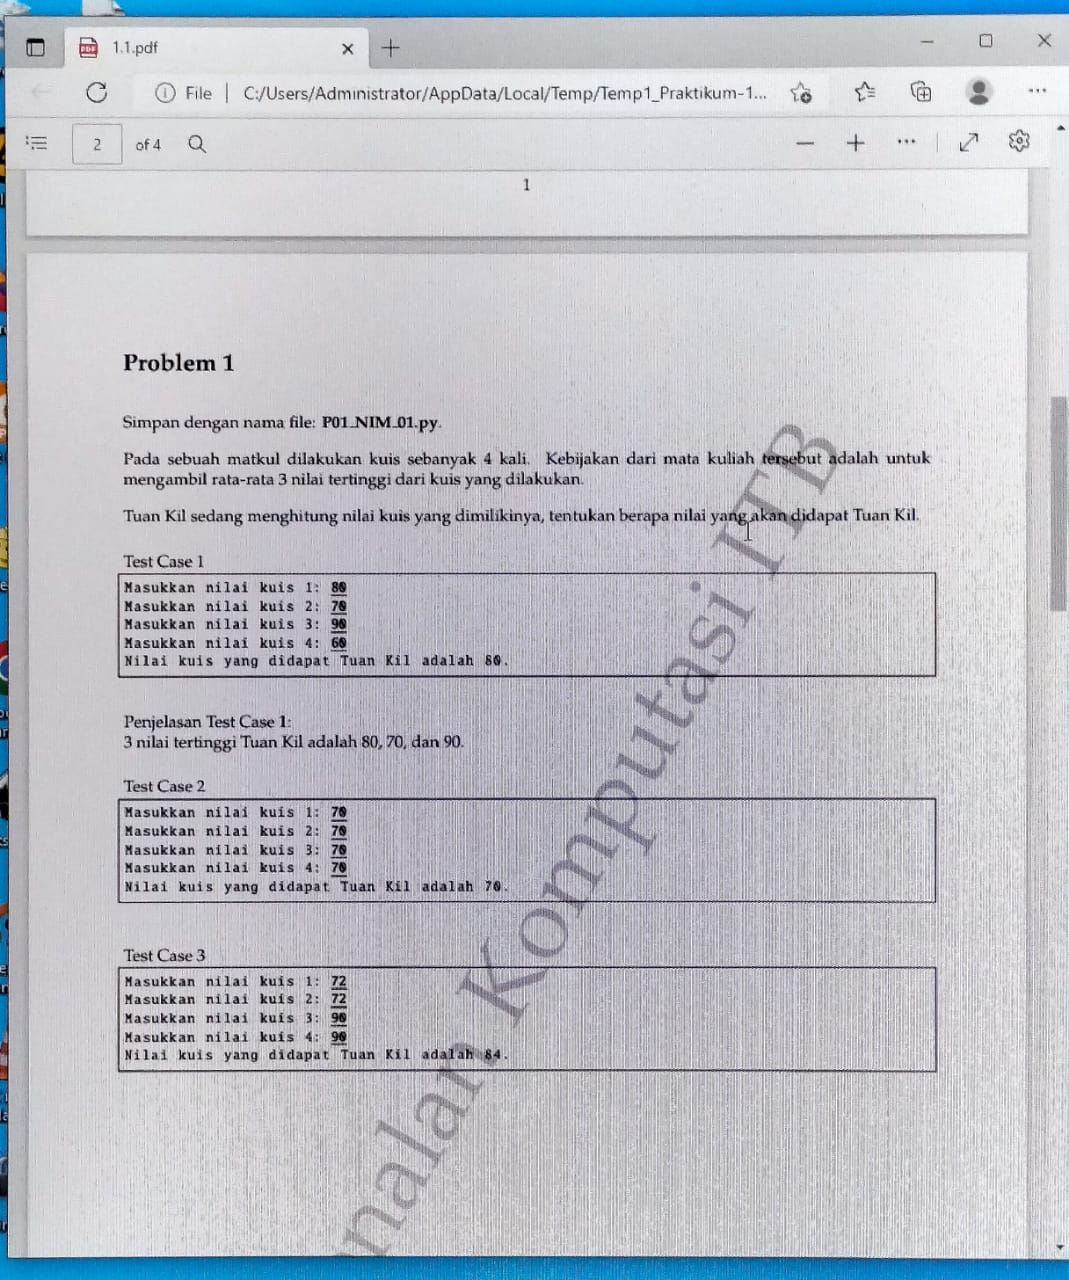 1.1.pdf
File | C:/Users/Administrator/AppData/Local/Temp/Temp1_Praktikum-1...
2 of 4
1
Problem 1
Simpan dengan nama file: P01_NIM_01.py.
Pada sebuah matkul dilakukan kuis sebanyak 4 kali. Kebijakan dari mata kuliah tersebut adalah untuk
mengambil rata-rata 3 nilai tertinggi dari kuis yang dilakukan.
Tuan Kil sedang menghitung nilai kuis yang dimilikinya, tentukan berapa nilai yang akan didapat Tuan Kil.
Test Case 1
Masukkan nilai kuis 1: 80
Masukkan nilai kuis 2: 70
Masukkan nilai kuis 3: 90
Masukkan nilai kuis 4: 60
Nilai kuis yang didapat Tuan Kil adalah 80.
Penjelasan Test Case 1:
3 nilai tertinggi Tuan Kil adalah 80, 70, dan 90.
Test Case 2
Masukkan nilai kuis 1: 70
Masukkan nilai kuis 2: 70
Masukkan nilai kuis 3: 70
Masukkan nilai kuis 4: 70
Nilai kuis yang didapat Tuan Kil adalah 70.
Test Case 3
Masukkan nilai kuis 1: 72
Masukkan nilai kuis 2: 72
Masukkan nilai kuis 3: 90
Masukkan nilai kuis 4: 90
Nilai kuis yang didapat Tuan Kil adalah 84.
nalan Komputasi ITB